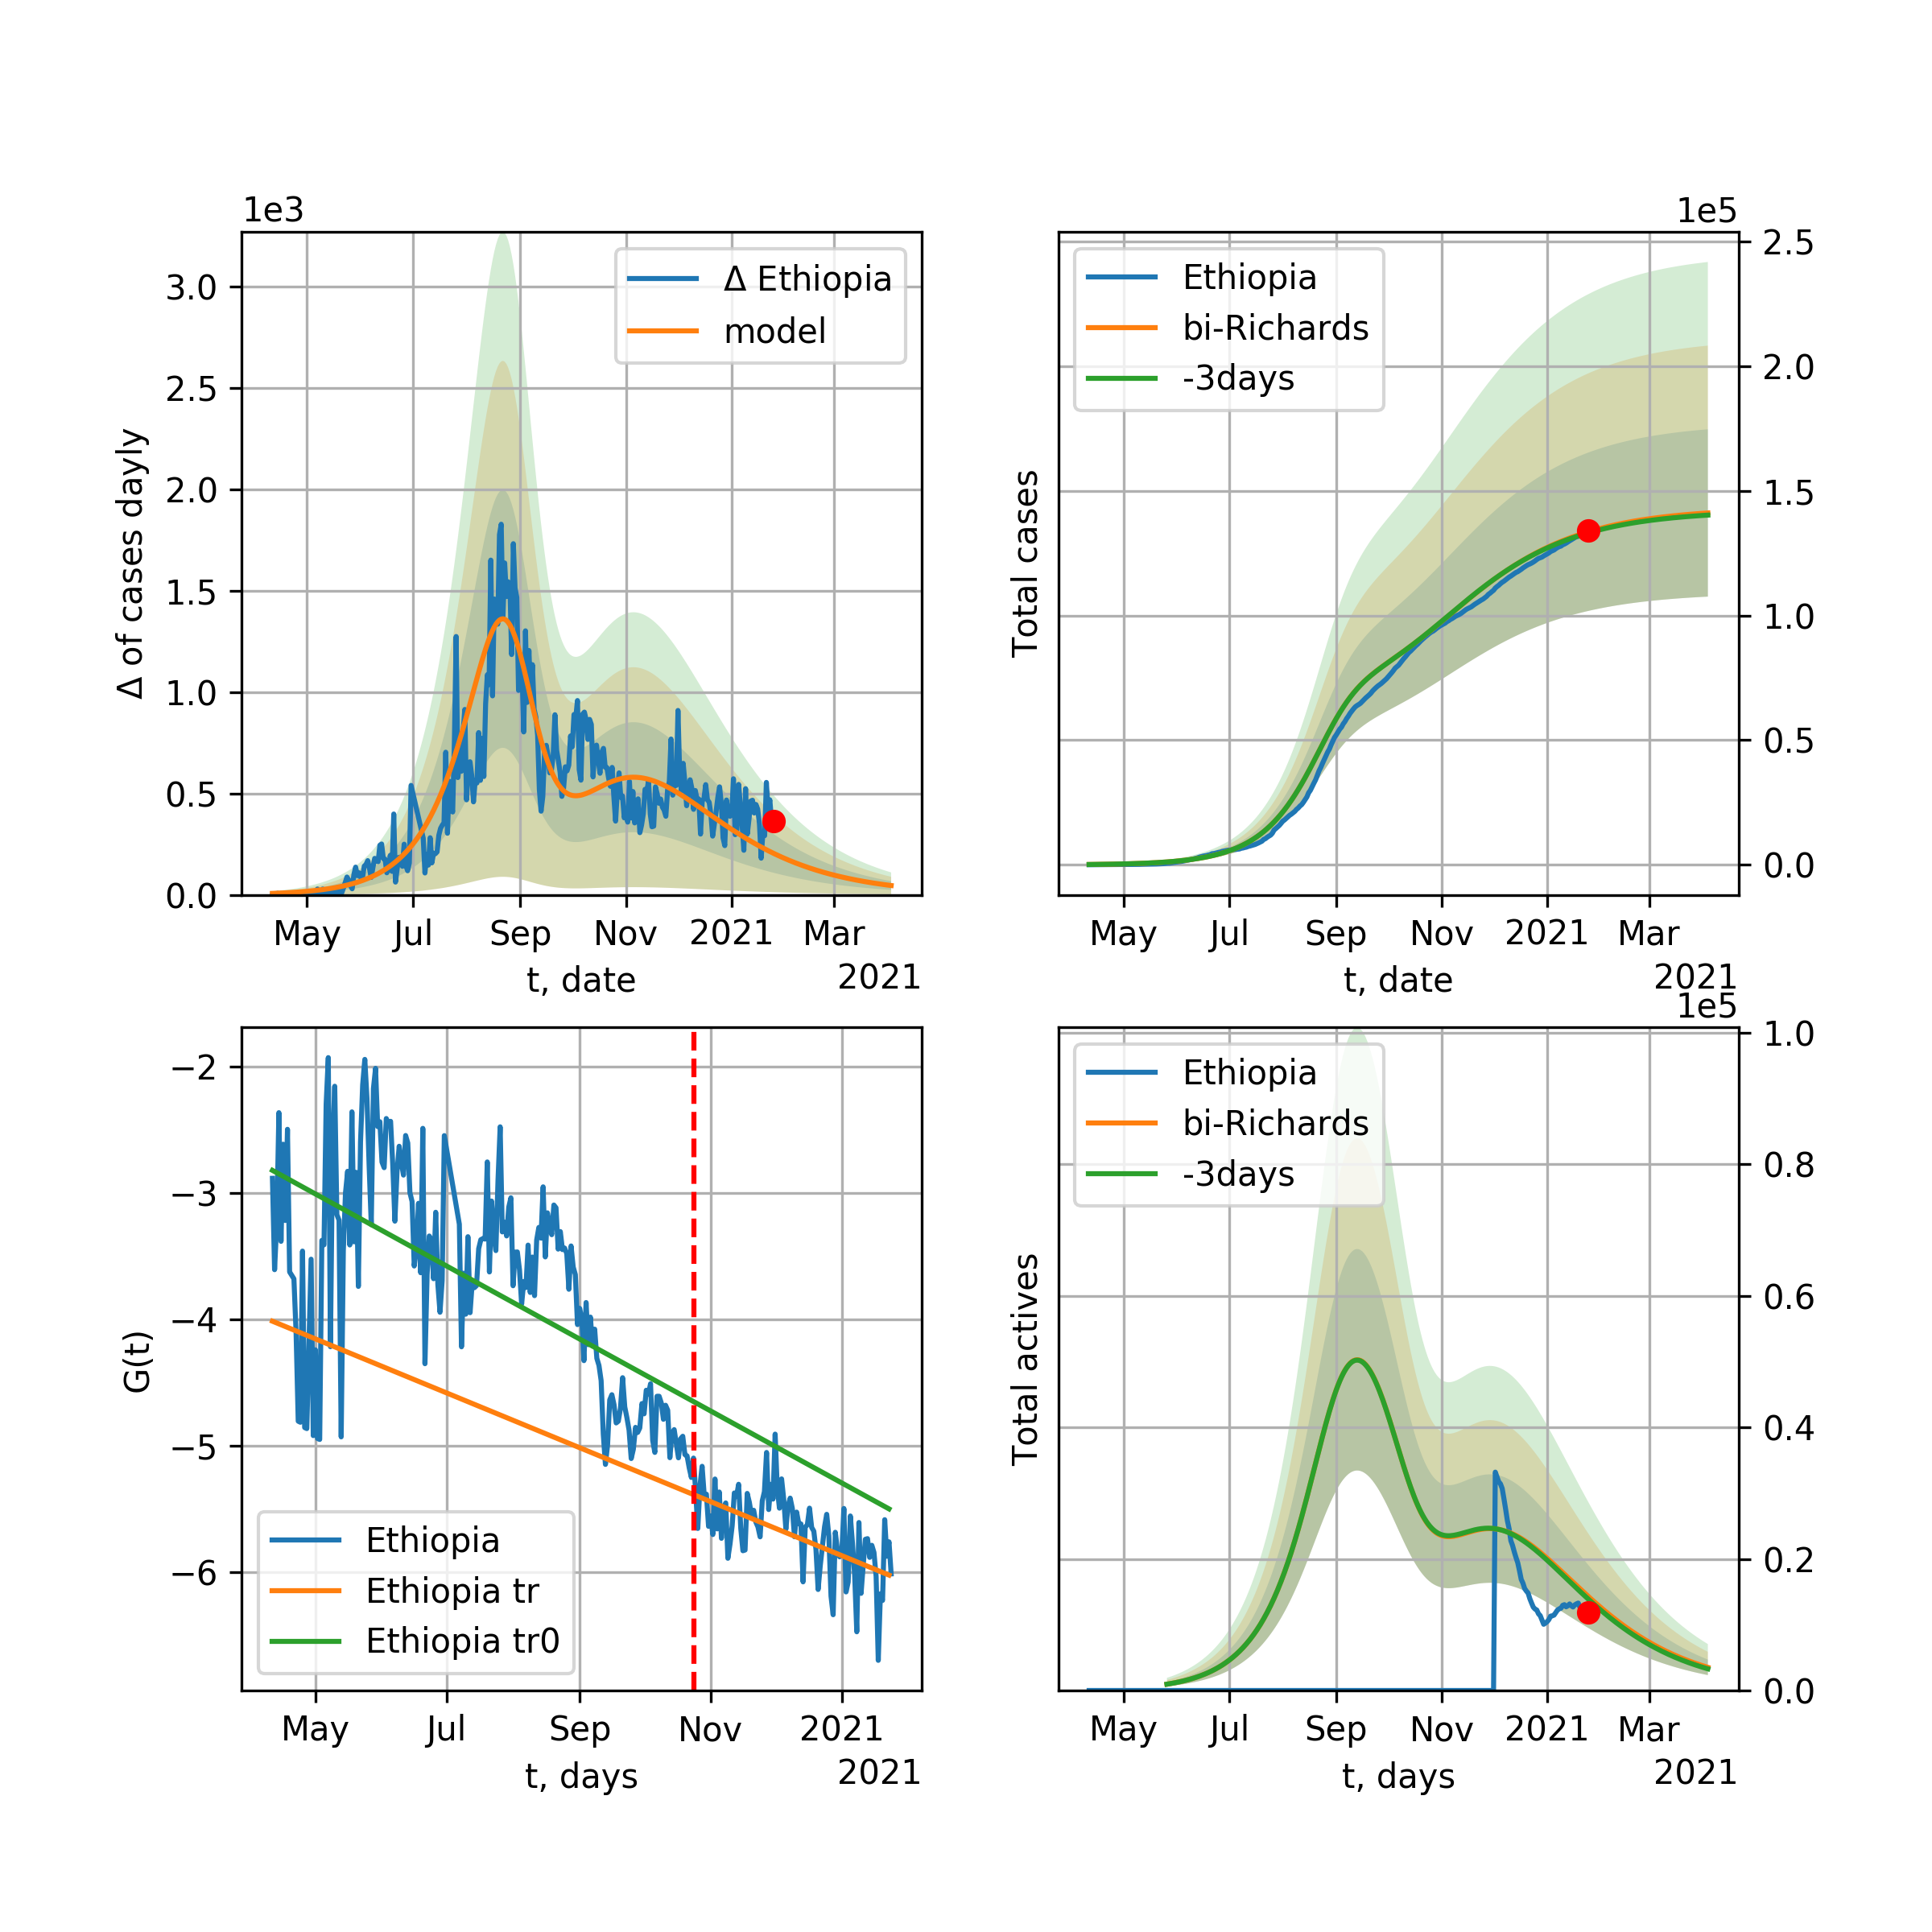 1e3
3.0
2.5
2.0
1.5
1.0
0.5
0.0
Δ of cases dayly
Δ Ethiopia
model
May Jul Sep Nov 2021 Mar
t, date
2021
1e5
2.5
2.0
1.5
1.0
0.5
0.0
Total cases
Ethiopia
bi-Richards
-3days
May Jul Sep Nov 2021 Mar
t, date
2021
−2
−3
−4
−5
−6
G(t)
Ethiopia
Ethiopia tr
Ethiopia tr0
May Jul Sep Nov 2021
t, days
2021
1e5
1.0
0.8
0.6
0.4
0.2
0.0
Total actives
Ethiopia
bi-Richards
-3days
May Jul Sep Nov 2021 Mar
t, days
2021